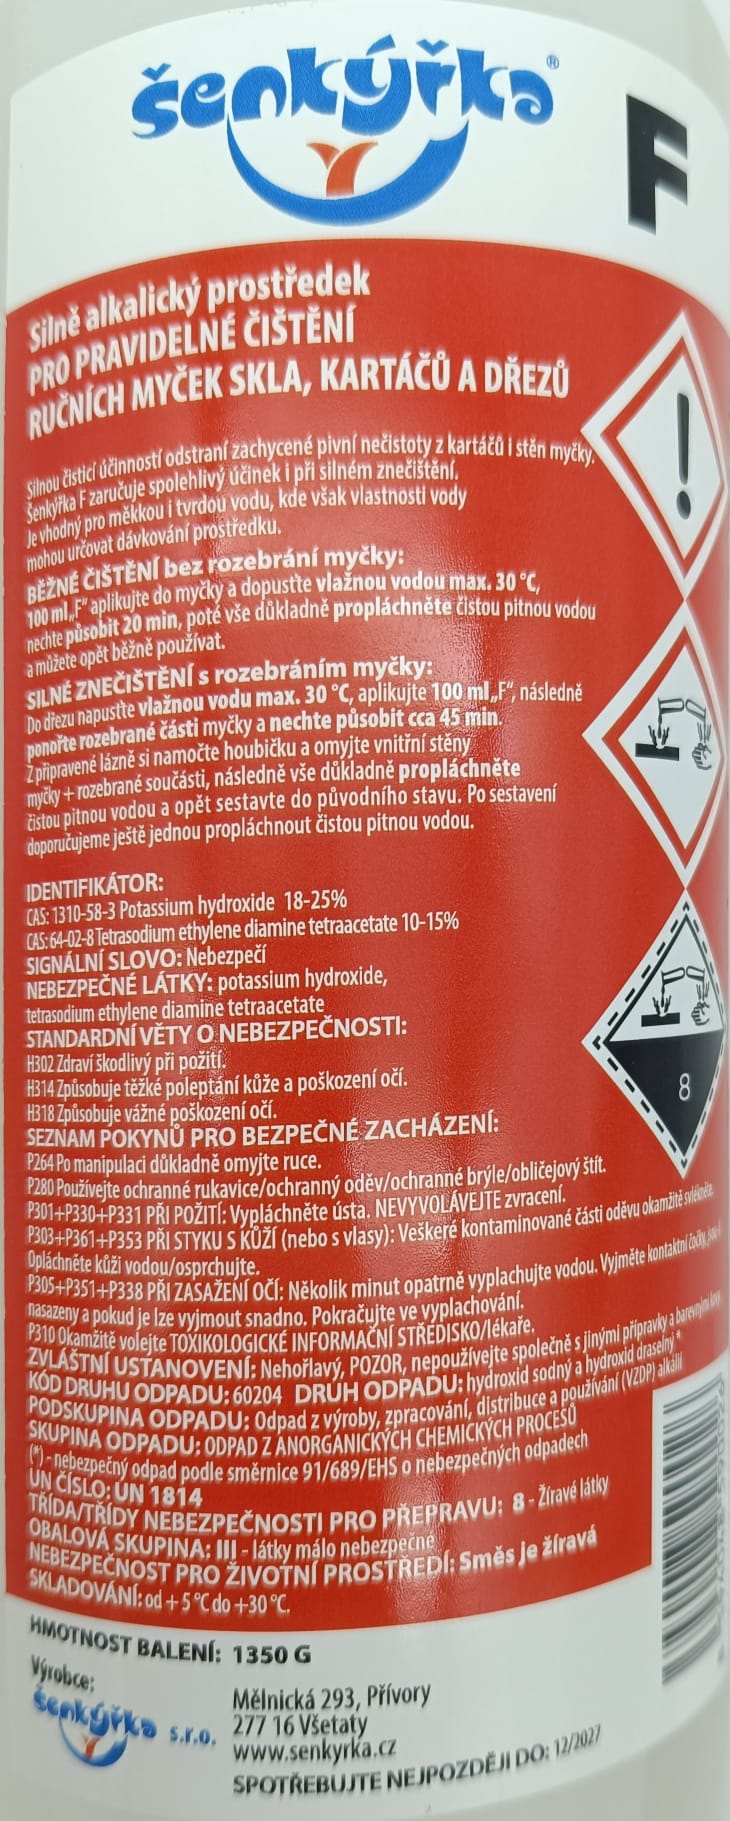 šenkýřka®
F
Silně alkalický prostředek
PRO PRAVIDELNÉ ČIŠTĚNÍ
RUČNÍCH MYČEK SKLA, KARTÁČŮ A DŘEZŮ
Silnou čisticí účinností odstraní zachycené pivní nečistoty z kartáčů i stěn myčky.
Šenkýřka F zaručuje spolehlivý účinek i při silném znečištění.
Je vhodný pro měkkou i tvrdou vodu, kde však vlastnosti vody
mohou určovat dávkování prostředku.
BĚŽNÉ ČIŠTĚNÍ bez rozebrání myčky:
100 ml „F“ aplikujte do myčky a dopusťte vlažnou vodou max. 30 °C,
nechte působit 20 min, poté vše důkladně propláchněte čistou pitnou vodou
a můžete opět běžně používat.
SILNÉ ZNEČIŠTĚNÍ s rozebráním myčky:
Do dřezu napusťte vlažnou vodu max. 30 °C, aplikujte 100 ml „F“, následně
ponořte rozebrané části myčky a nechte působit cca 45 min.
Z připravené lázně si namočte houbičku a omyjte vnitřní stěny
myčky + rozebrané součásti, následně vše důkladně propláchněte
čistou pitnou vodou a opět sestavte do původního stavu. Po sestavení
doporučujeme ještě jednou propláchnout čistou pitnou vodou.
IDENTIFIKÁTOR:
CAS: 1310-58-3 Potassium hydroxide 18-25%
CAS: 64-02-8 Tetrasodium ethylene diamine tetraacetate 10-15%
SIGNÁLNÍ SLOVO: Nebezpečí
NEBEZPEČNÉ LÁTKY: potassium hydroxide,
tetrasodium ethylene diamine tetraacetate
STANDARDNÍ VĚTY O NEBEZPEČNOSTI:
H302 Zdraví škodlivý při požití.
H314 Způsobuje těžké poleptání kůže a poškození očí.
H318 Způsobuje vážné poškození očí.
8
SEZNAM POKYNŮ PRO BEZPEČNÉ ZACHÁZENÍ:
P264 Po manipulaci důkladně omyjte ruce.
P280 Používejte ochranné rukavice/ochranný oděv/ochranné brýle/obličejový štít.
P301+P330+P331 PŘI POŽITÍ: Vypláchněte ústa. NEVYVOLÁVEJTE zvracení.
P303+P361+P353 PŘI STYKU S KŮŽÍ (nebo s vlasy): Veškeré kontaminované části oděvu okamžitě svlékněte.
Opláchněte kůži vodou/osprchujte.
P305+P351+P338 PŘI ZASAŽENÍ OČÍ: Několik minut opatrně vyplachujte vodou. Vyjměte kontaktní čočky, jsou-li
nasazeny a pokud je lze vyjmout snadno. Pokračujte ve vyplachování.
P310 Okamžitě volejte TOXIKOLOGICKÉ INFORMAČNÍ STŘEDISKO/lékaře.
ZVLÁŠTNÍ USTANOVENÍ: Nehořlavý, POZOR, nepoužívejte společně s jinými přípravky a barevnými kovy
KÓD DRUHU ODPADU: 60204 DRUH ODPADU: hydroxid sodný a hydroxid draselný *
PODSKUPINA ODPADU: Odpad z výroby, zpracování, distribuce a používání (VZDP) alkálií
SKUPINA ODPADU: ODPAD Z ANORGANICKÝCH CHEMICKÝCH PROCESŮ
(*) - nebezpečný odpad podle směrnice 91/689/EHS o nebezpečných odpadech
UN ČÍSLO: UN 1814
TŘÍDA/TŘÍDY NEBEZPEČNOSTI PRO PŘEPRAVU: 8 - Žíravé látky
OBALOVÁ SKUPINA: III - látky málo nebezpečné
NEBEZPEČNOST PRO ŽIVOTNÍ PROSTŘEDÍ: Směs je žíravá
SKLADOVÁNÍ: od + 5 °C do +30 °C.
HMOTNOST BALENÍ: 1350 G
Výrobce:
šenkýřka s.r.o.
Mělnická 293, Přívory
277 16 Všetaty
www.senkyrka.cz
SPOTŘEBUJTE NEJPOZDĚJI DO: 12/2027